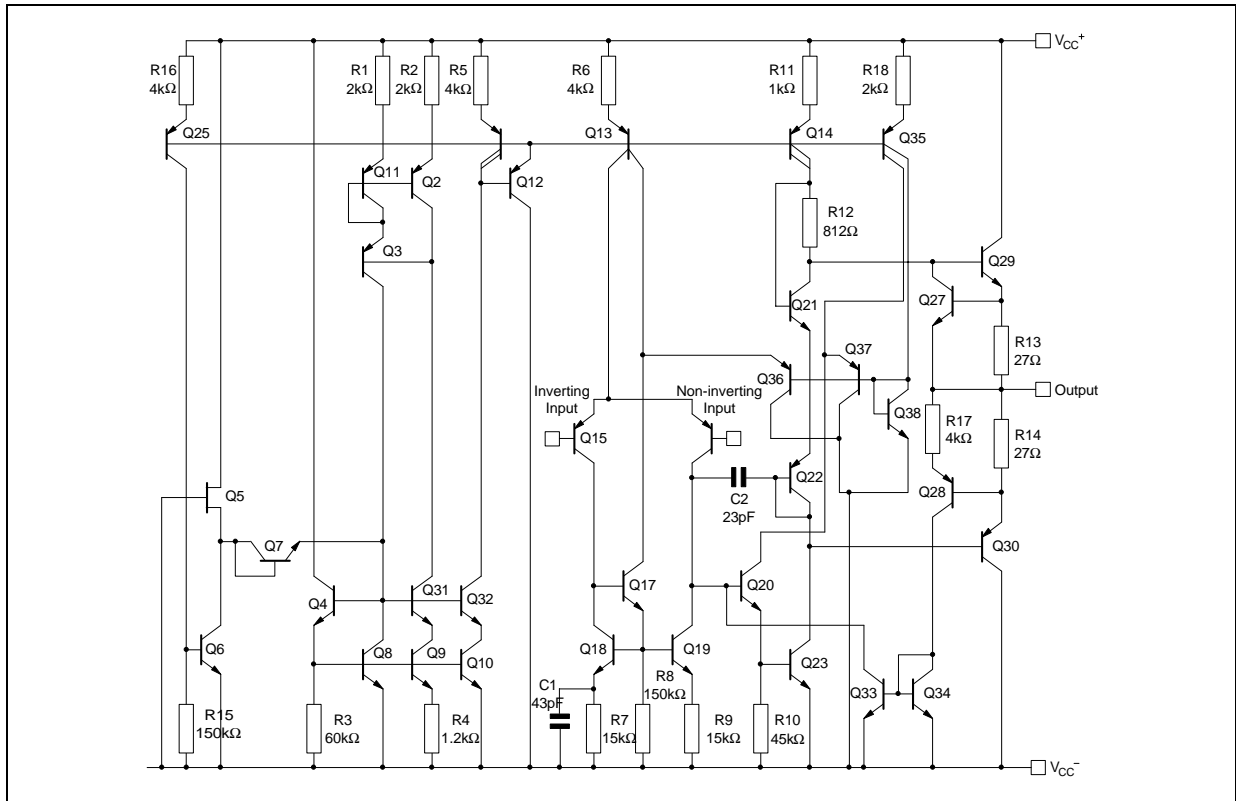 VCC+
R16
4kΩ
R1
2kΩ
R2
2kΩ
R5
4kΩ
R6
4kΩ
R11
1kΩ
R18
2kΩ
Q25
Q13
Q14
Q35
Q11
Q2
Q12
R12
812Ω
Q3
Q29
Q27
Q21
R13
27Ω
Q37
Q36
Output
Inverting
Input
Non-inverting
Input
Q38
R17
4kΩ
R14
27Ω
Q15
Q22
Q5
C2
23pF
Q28
Q7
Q30
Q4
Q31
Q32
Q17
Q20
Q6
Q8
Q9
Q10
Q18
Q19
Q23
R8
150kΩ
C1
43pF
Q33
Q34
R15
150kΩ
R3
60kΩ
R4
1.2kΩ
R7
15kΩ
R9
15kΩ
R10
45kΩ
VCC−